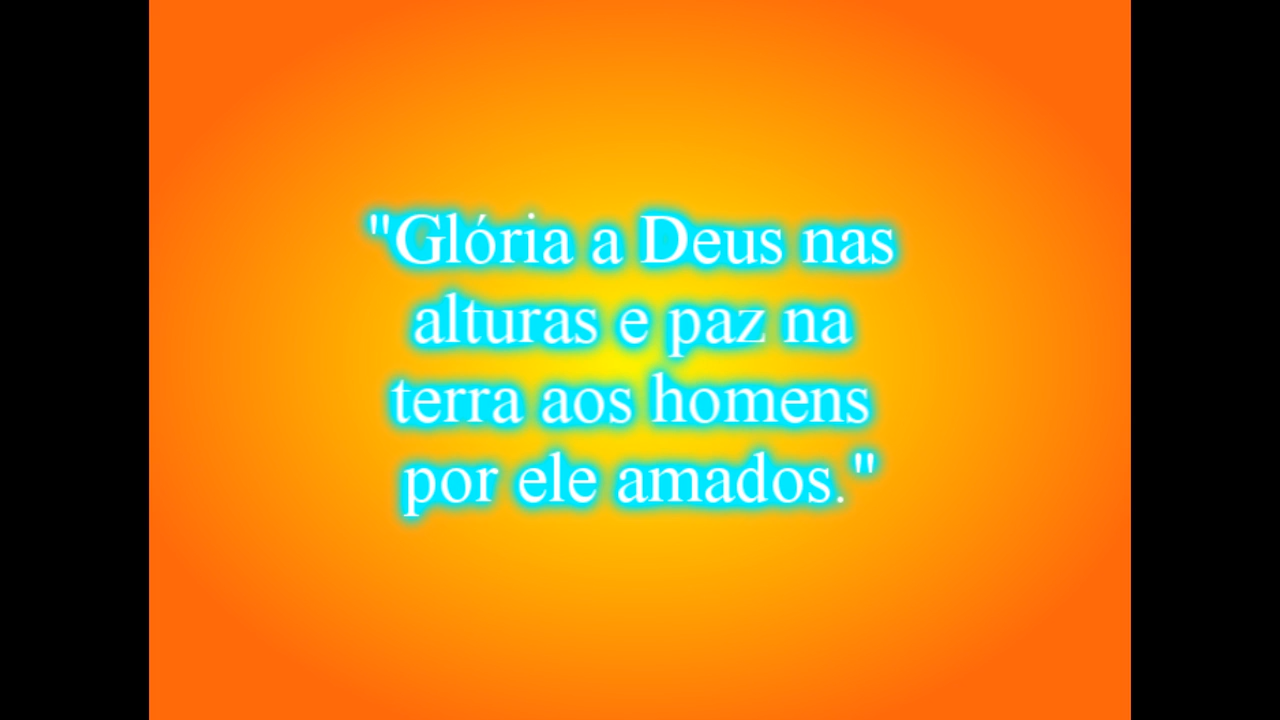 "Glória a Deus nas
alturas e paz na
terra aos homens
por ele amados."